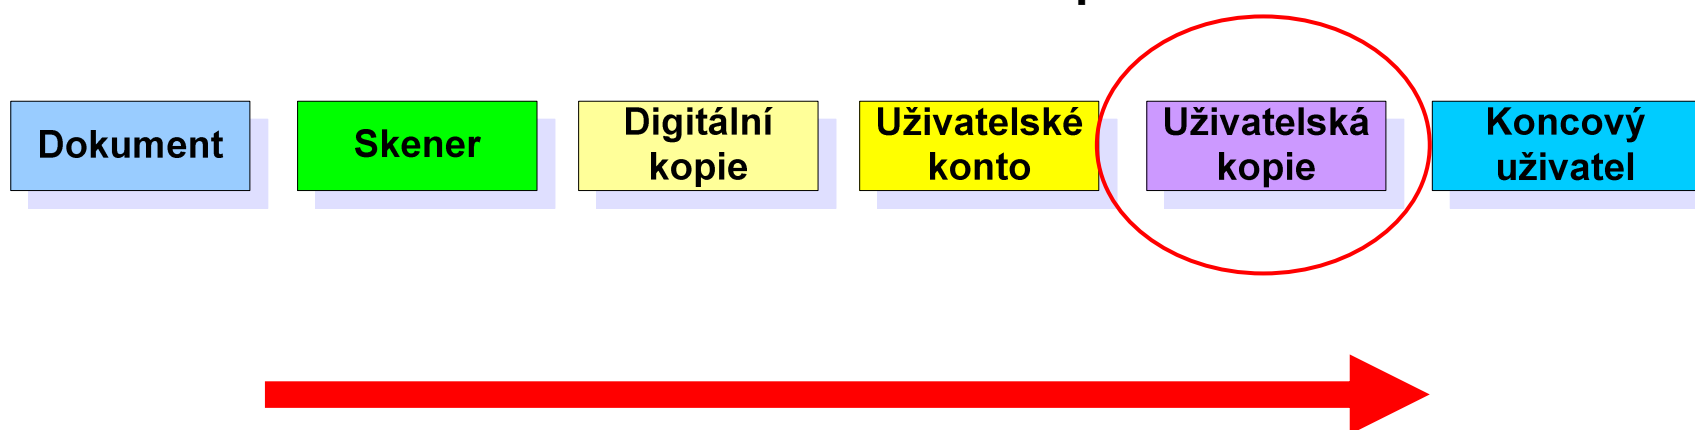 Dokument
Skener
Digitální
kopie
Uživatelské
konto
Uživatelská
kopie
Koncový
uživatel